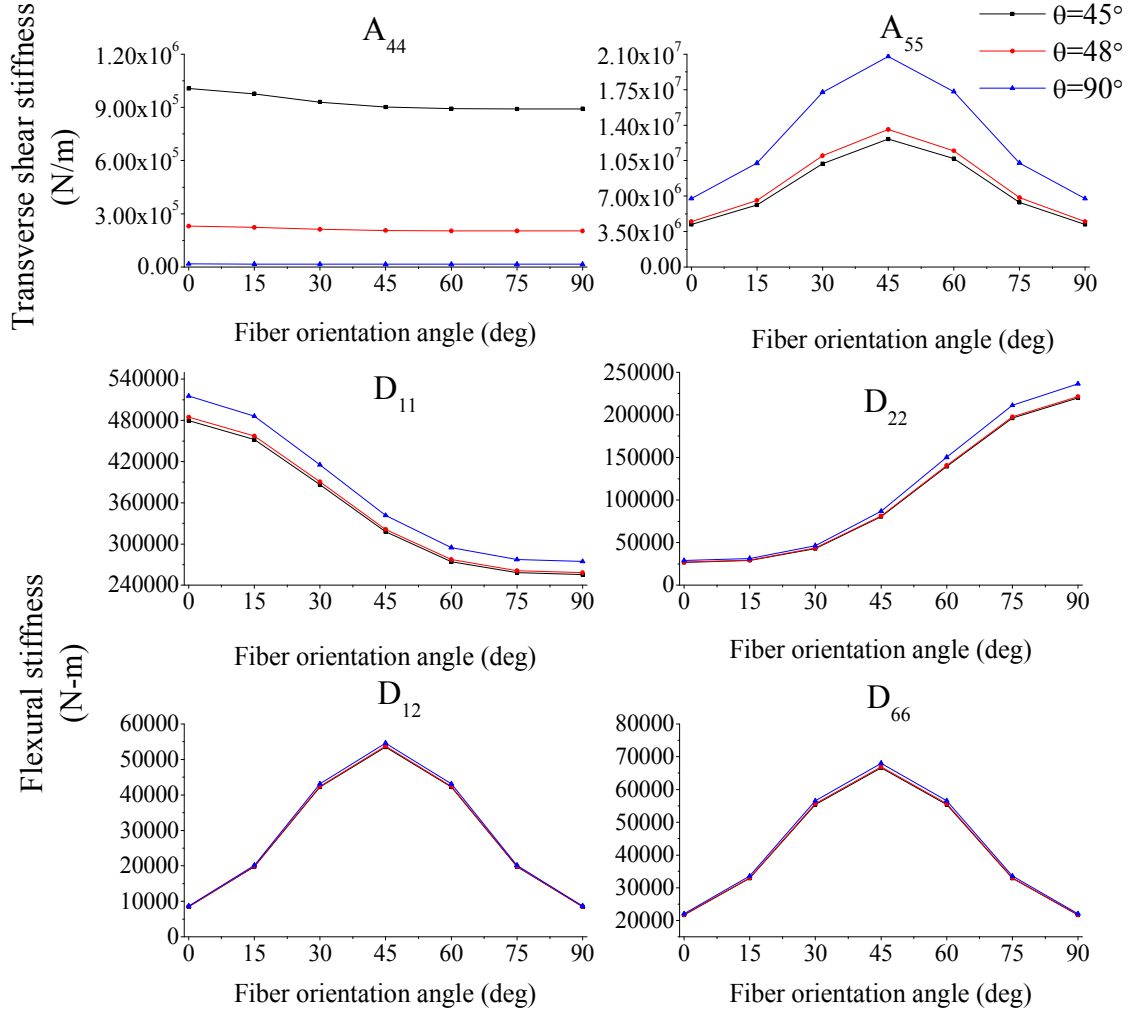 Transverse shear stiffness
(N/m)
A44
1.20x10^6
9.00x10^5
6.00x10^5
3.00x10^5
0.00
0 15 30 45 60 75 90
Fiber orientation angle (deg)
A55
2.10x10^7
1.75x10^7
1.40x10^7
1.05x10^7
7.00x10^6
3.50x10^6
0.00
0 15 30 45 60 75 90
Fiber orientation angle (deg)
θ=45°
θ=48°
θ=90°
Flexural stiffness
(N-m)
D11
540000
480000
420000
360000
300000
240000
0 15 30 45 60 75 90
Fiber orientation angle (deg)
D22
250000
200000
150000
100000
50000
0
0 15 30 45 60 75 90
Fiber orientation angle (deg)
D12
60000
50000
40000
30000
20000
10000
0
0 15 30 45 60 75 90
Fiber orientation angle (deg)
D66
80000
70000
60000
50000
40000
30000
20000
0 15 30 45 60 75 90
Fiber orientation angle (deg)